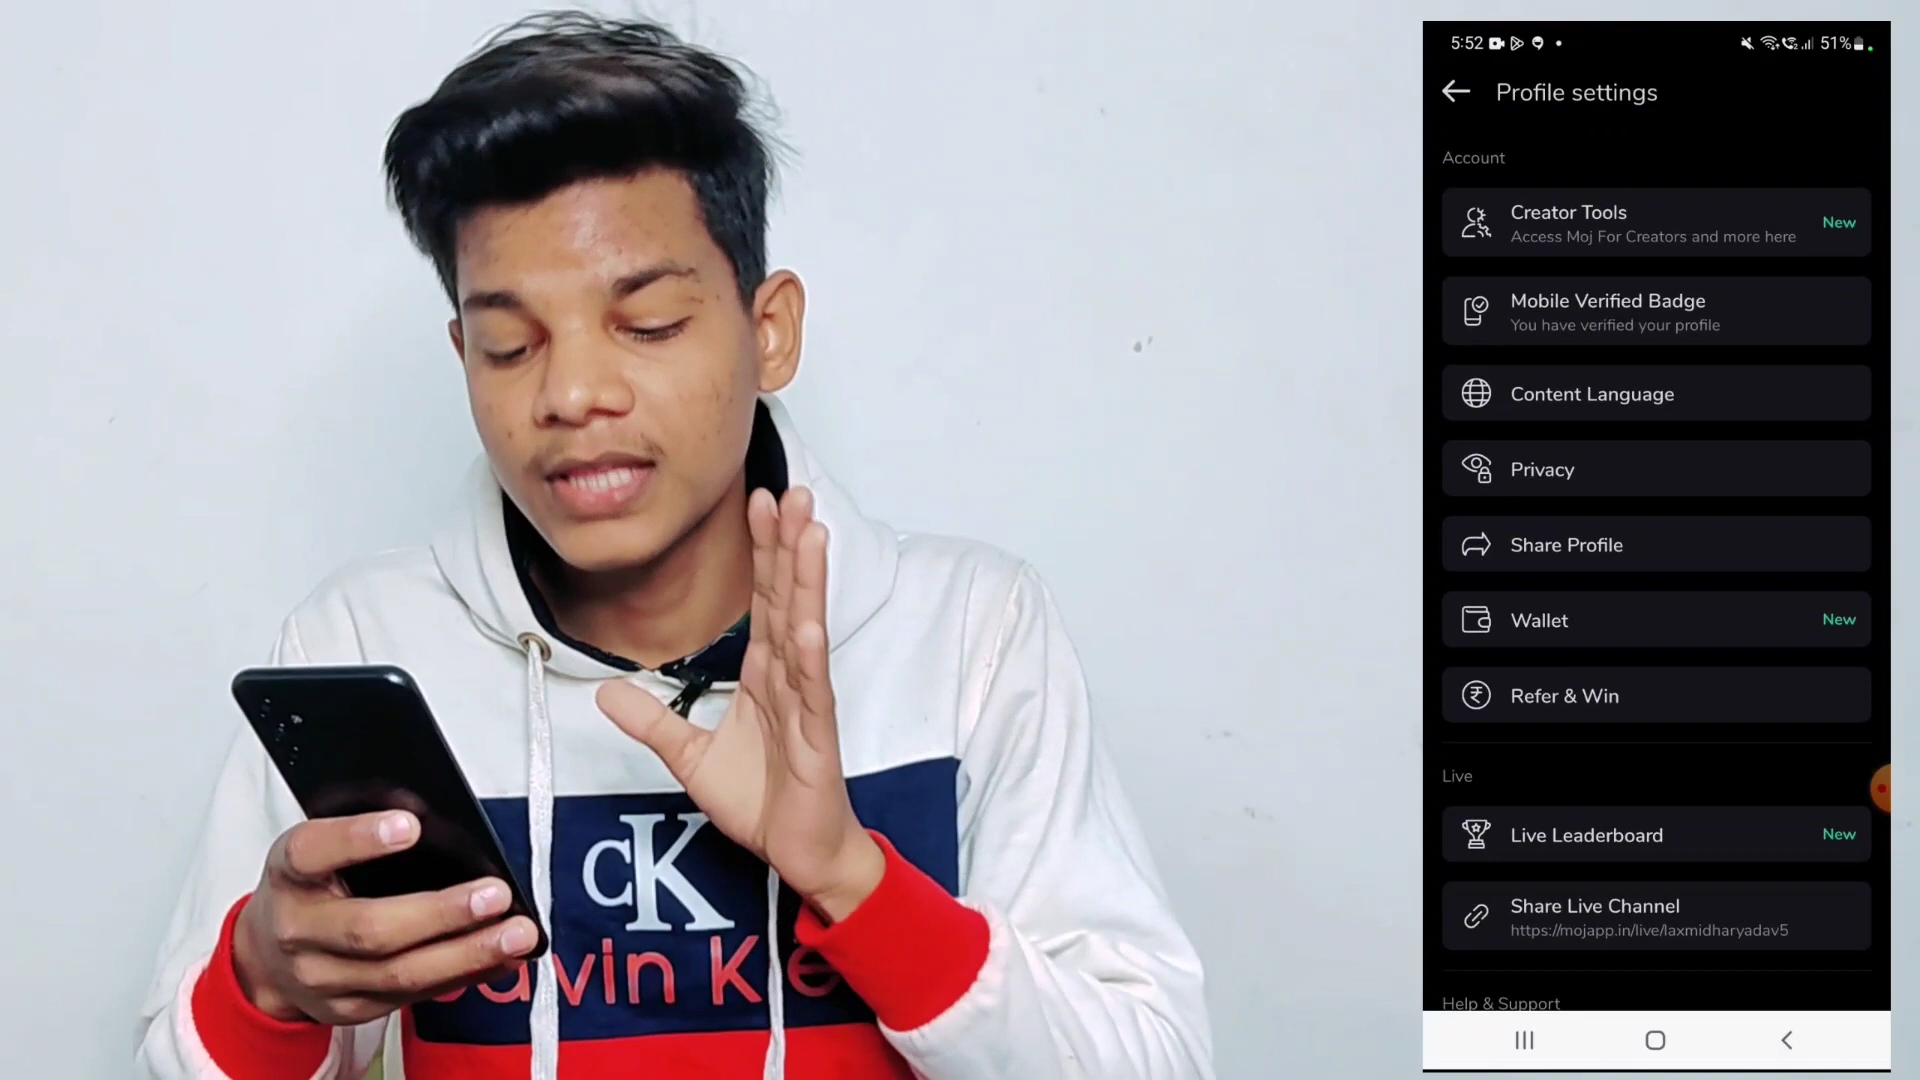 5:52
51%
Profile settings
Account
Creator Tools
Access Moj For Creators and more here
New
Mobile Verified Badge
You have verified your profile
Content Language
Privacy
Share Profile
Wallet
New
Refer & Win
Live
Live Leaderboard
New
Share Live Channel
https://mojapp.in/live/laxmidharyadav5
Help & Support
CK